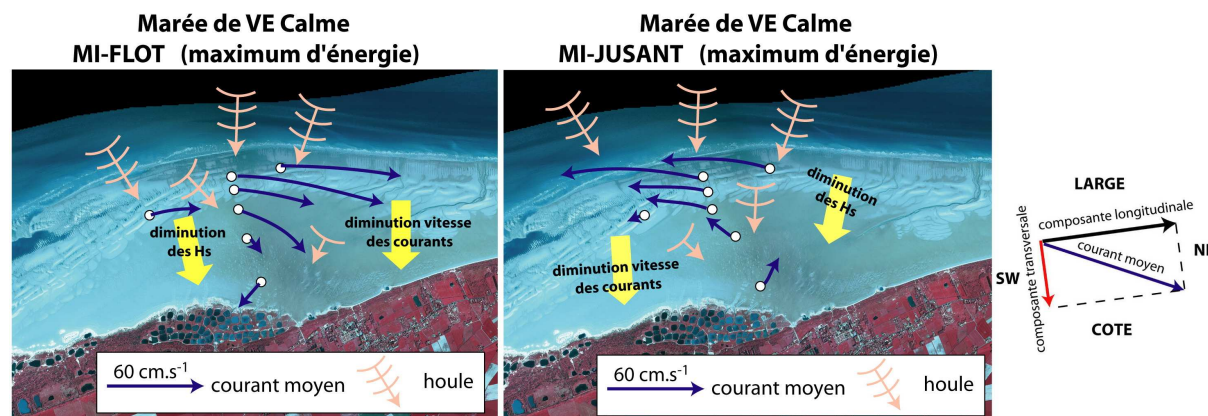 Marée de VE Calme
MI-FLOT (maximum d'énergie)
diminution
des Hs
diminution vitesse
des courants
60 cm.s-1
courant moyen
houle
Marée de VE Calme
MI-JUSANT (maximum d'énergie)
diminution
des Hs
diminution vitesse
des courants
60 cm.s-1
courant moyen
houle
LARGE
composante longitudinale
courant moyen
composante transversale
SW
COTE